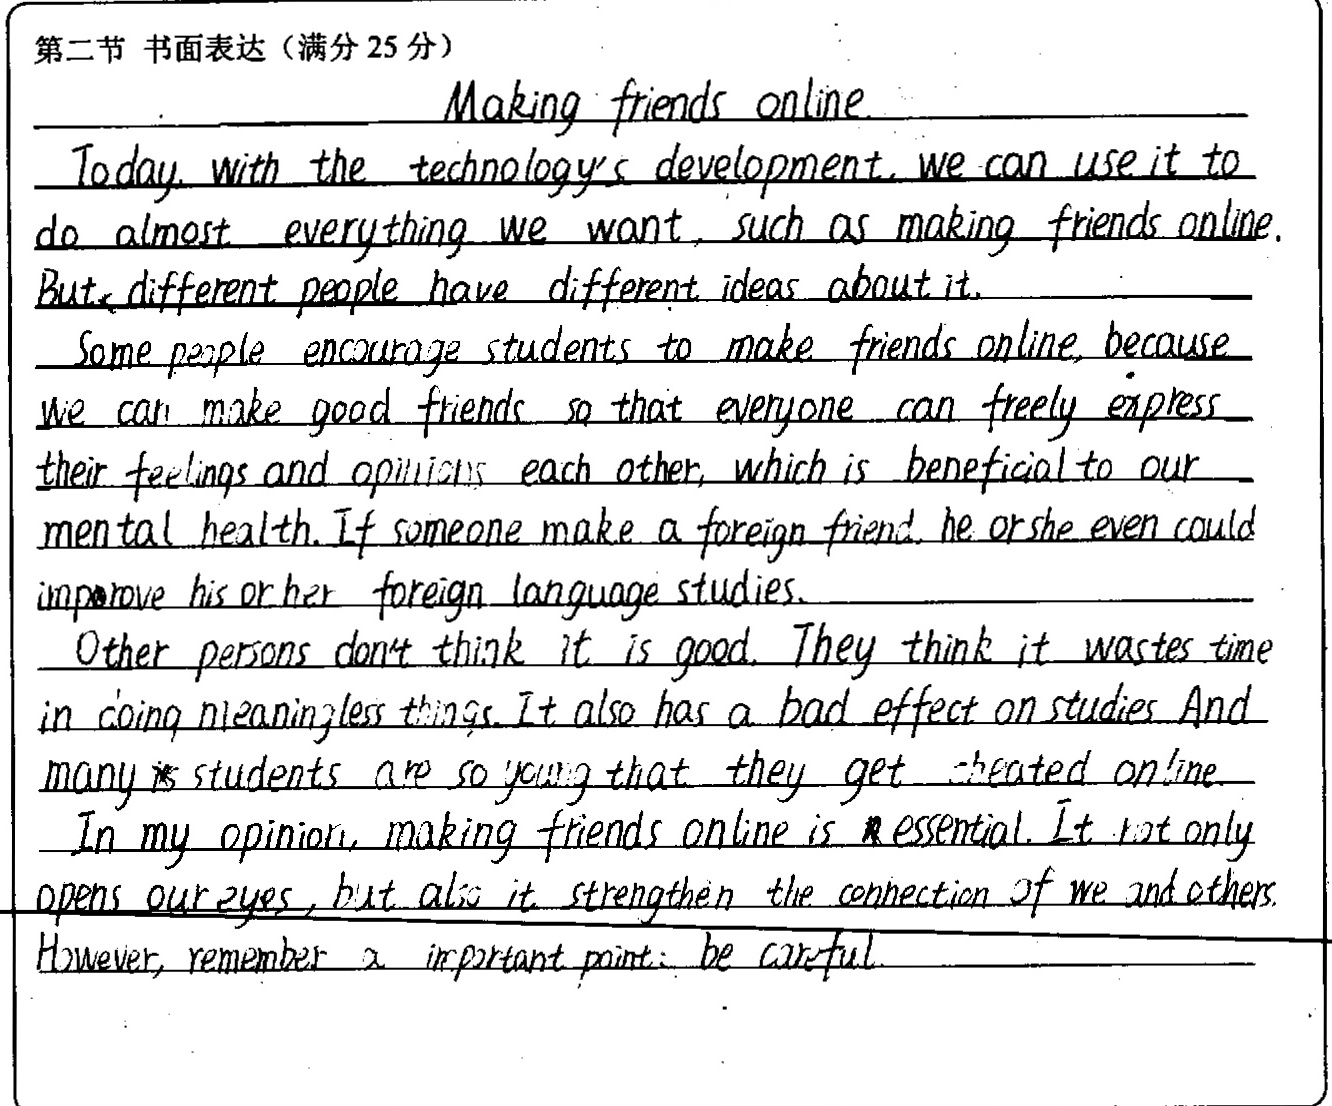 第二节 书面表达（满分 25 分）
Making friends online
Today, with the technology's development, we can use it to
do almost everything we want, such as making friends online.
But, different people have different ideas about it.
Some people encourage students to make friends online, because
we can make good friends so that everyone can freely express
their feelings and opinions each other, which is beneficial to our
mental health. If someone make a foreign friend, he or she even could
improve his or her foreign language studies.
Other persons don't think it is good. They think it wastes time
in doing meaningless things. It also has a bad effect on studies. And
many students are so young that they get cheated online.
In my opinion, making friends online is essential. It not only
opens our eyes, but also it strengthen the connection of we and others.
However, remember a important point: be careful.